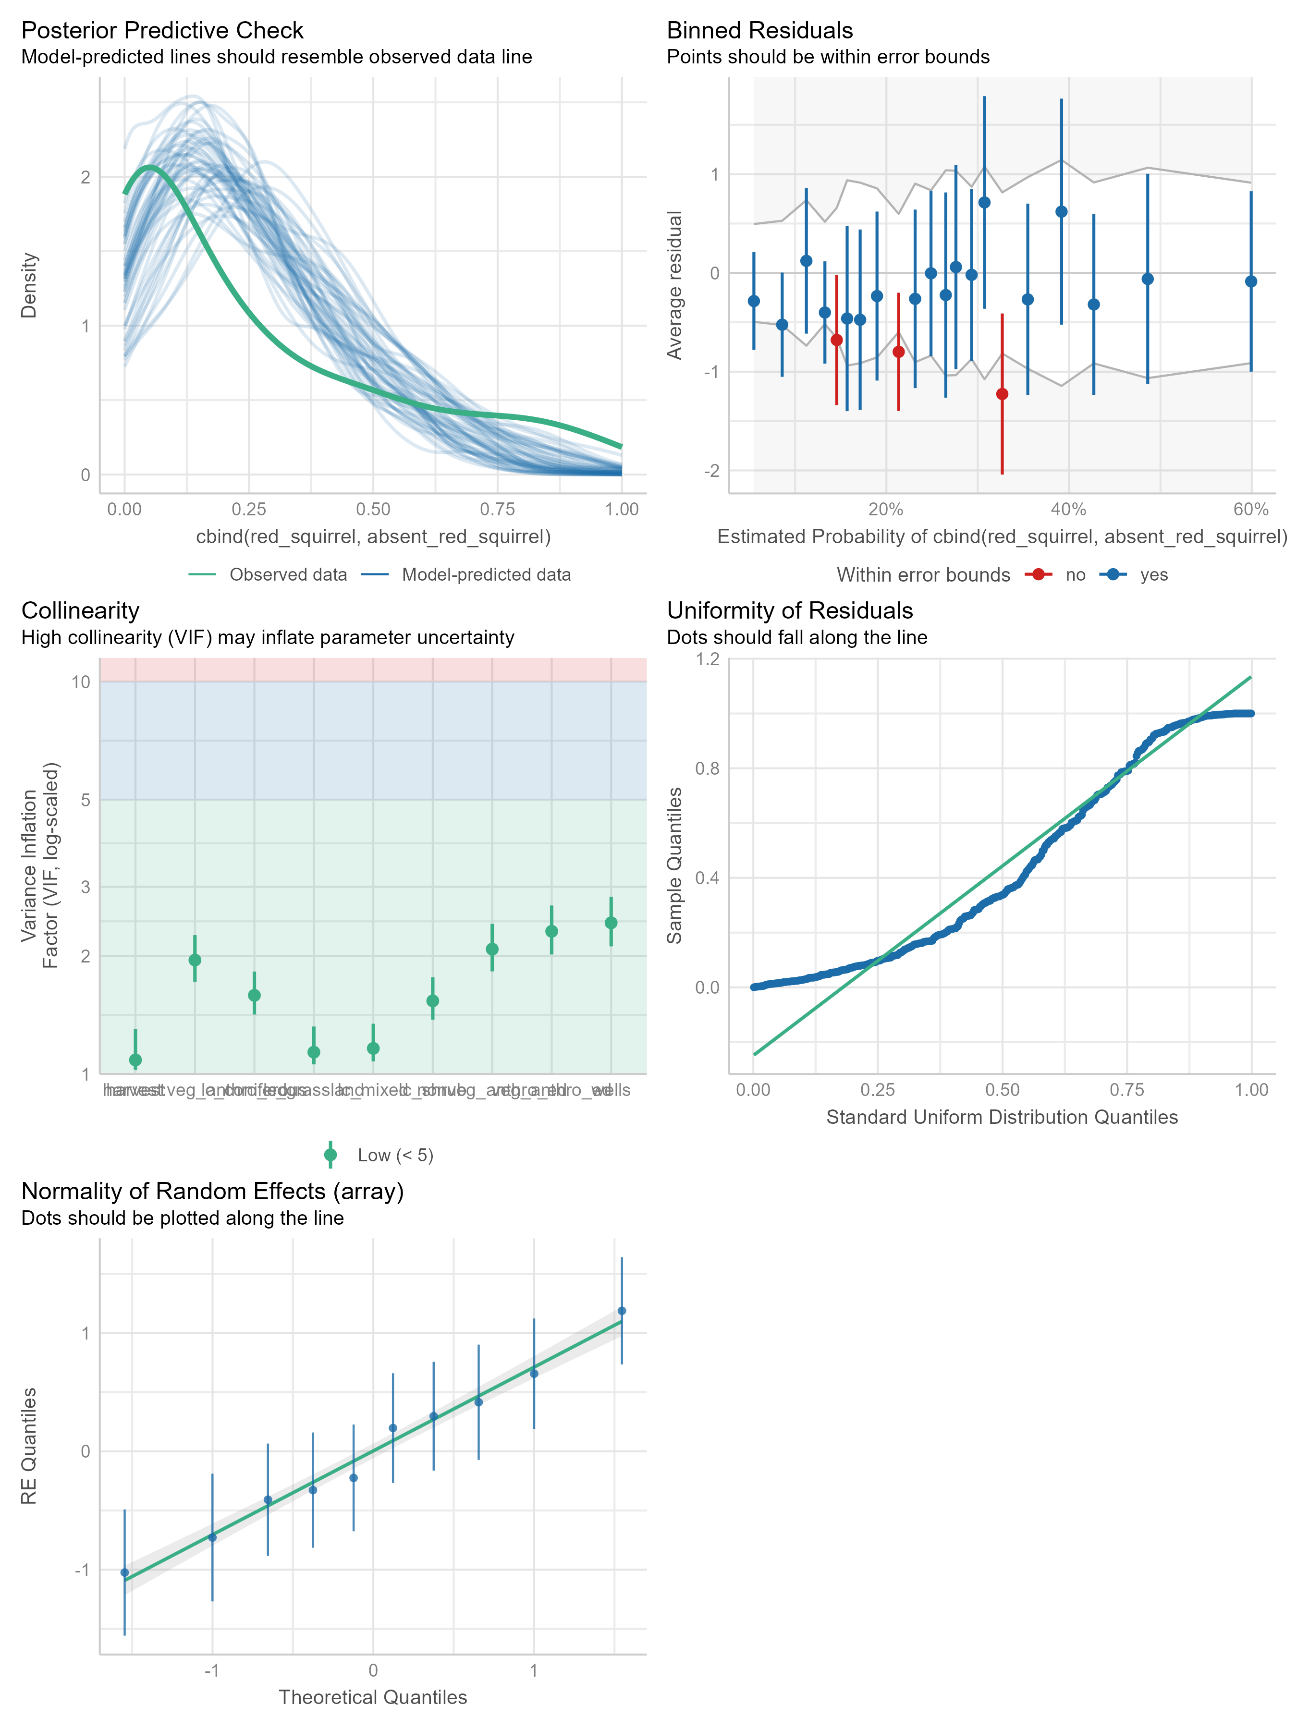 Posterior Predictive Check
Model-predicted lines should resemble observed data line
Density
2
1
0
0.00 0.25 0.50 0.75 1.00
cbind(red_squirrel, absent_red_squirrel)
Observed data Model-predicted data
Binned Residuals
Points should be within error bounds
Average residual
1
0
-1
-2
20% 40% 60%
Estimated Probability of cbind(red_squirrel, absent_red_squirrel)
Within error bounds no yes
Collinearity
High collinearity (VIF) may inflate parameter uncertainty
Variance Inflation
Factor (VIF, log-scaled)
10
5
3
2
1
harvest
Low (< 5)
Uniformity of Residuals
Dots should fall along the line
Sample Quantiles
1.2
0.8
0.4
0.0
0.00 0.25 0.50 0.75 1.00
Standard Uniform Distribution Quantiles
Normality of Random Effects (array)
Dots should be plotted along the line
RE Quantiles
1
0
-1
-1 0 1
Theoretical Quantiles